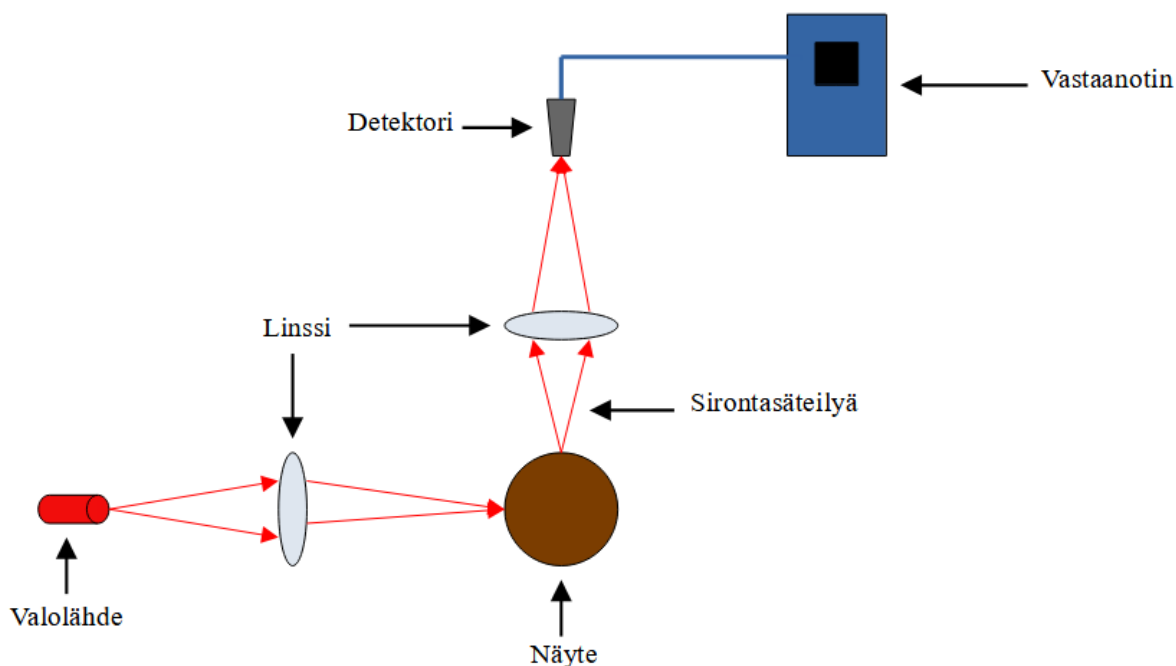 Vastaanotin
Detektori
Linssi
Sirontasäteilyä
Valolähde
Näyte